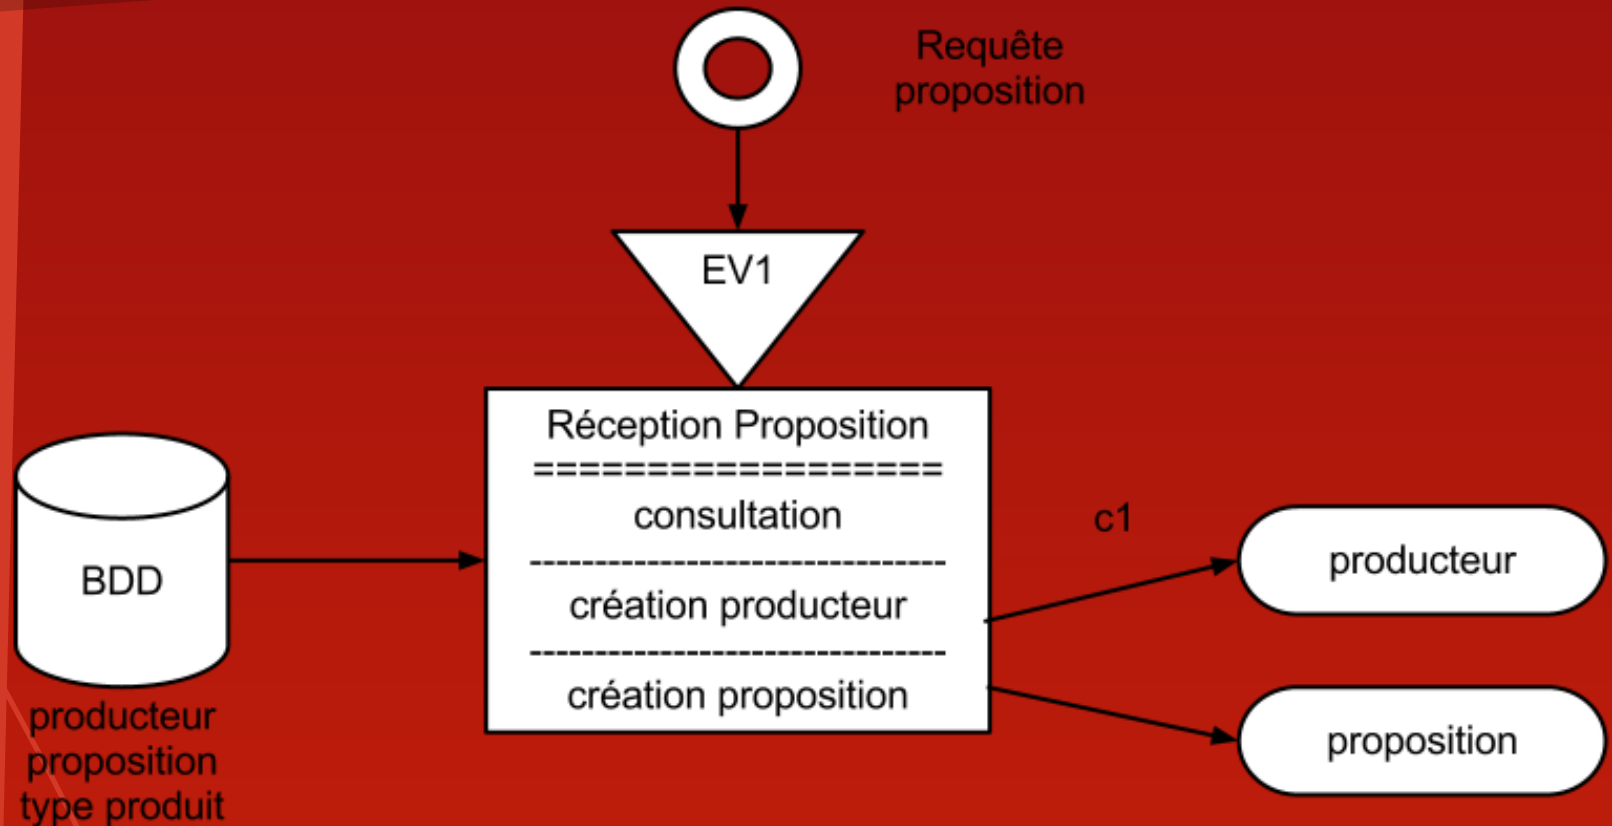 Requête
proposition
EV1
Réception Proposition
==================
consultation
--------------------------------
création producteur
--------------------------------
création proposition
c1
producteur
proposition
BDD
producteur
proposition
type produit